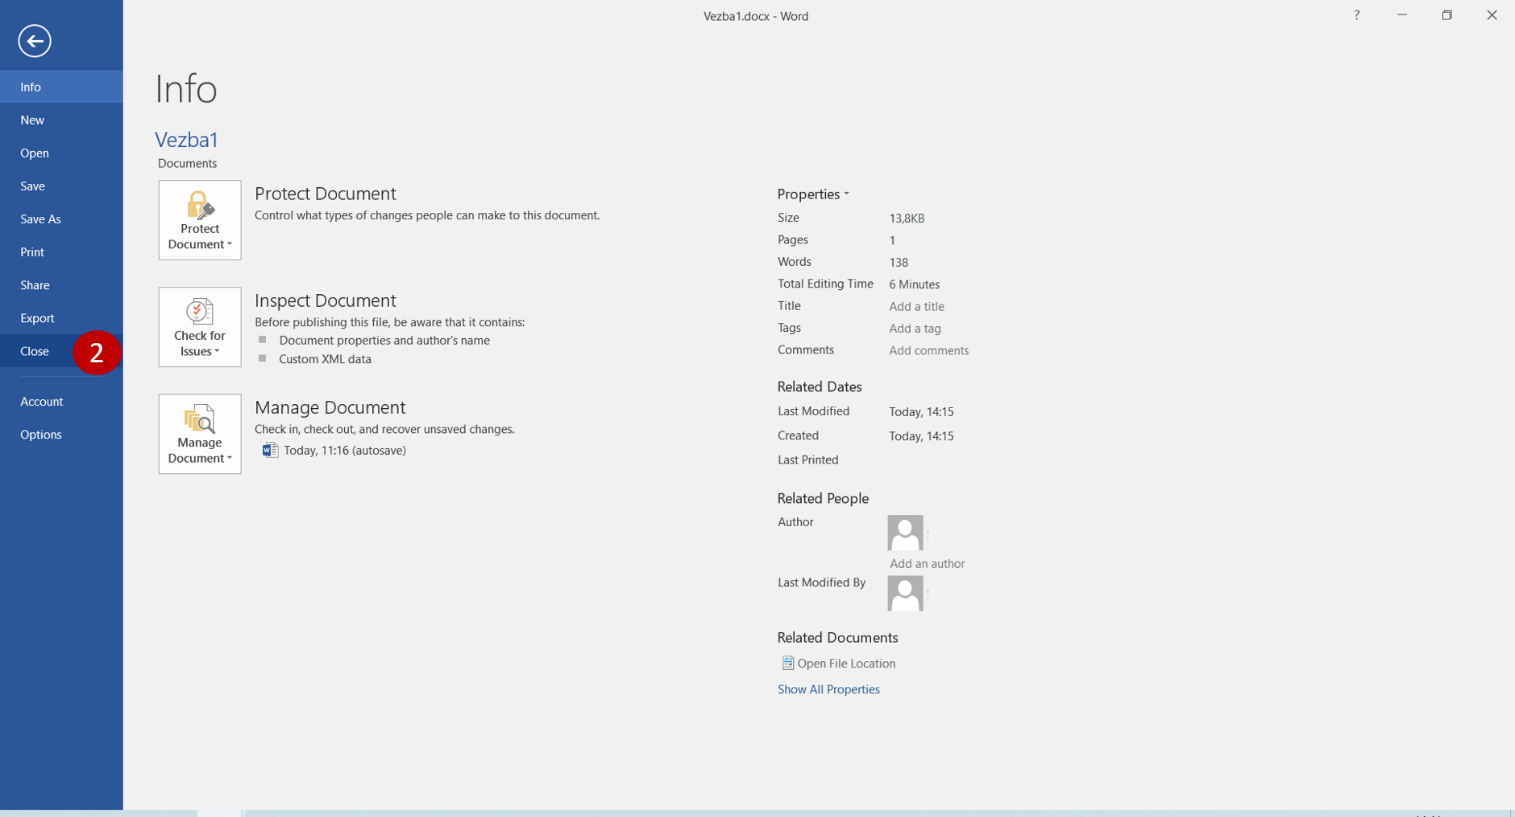 Vezba1.docx - Word
?
Info
New
Open
Save
Save As
Print
Share
Export
Close
2
Account
Options
Info
Vezba1
Documents
Protect
Document
Protect Document
Control what types of changes people can make to this document.
Check for
Issues
Inspect Document
Before publishing this file, be aware that it contains:
Document properties and author's name
Custom XML data
Manage
Document
Manage Document
Check in, check out, and recover unsaved changes.
Today, 11:16 (autosave)
Properties
Size 13,8KB
Pages 1
Words 138
Total Editing Time 6 Minutes
Title Add a title
Tags Add a tag
Comments Add comments
Related Dates
Last Modified Today, 14:15
Created Today, 14:15
Last Printed
Related People
Author
Add an author
Last Modified By
Related Documents
Open File Location
Show All Properties